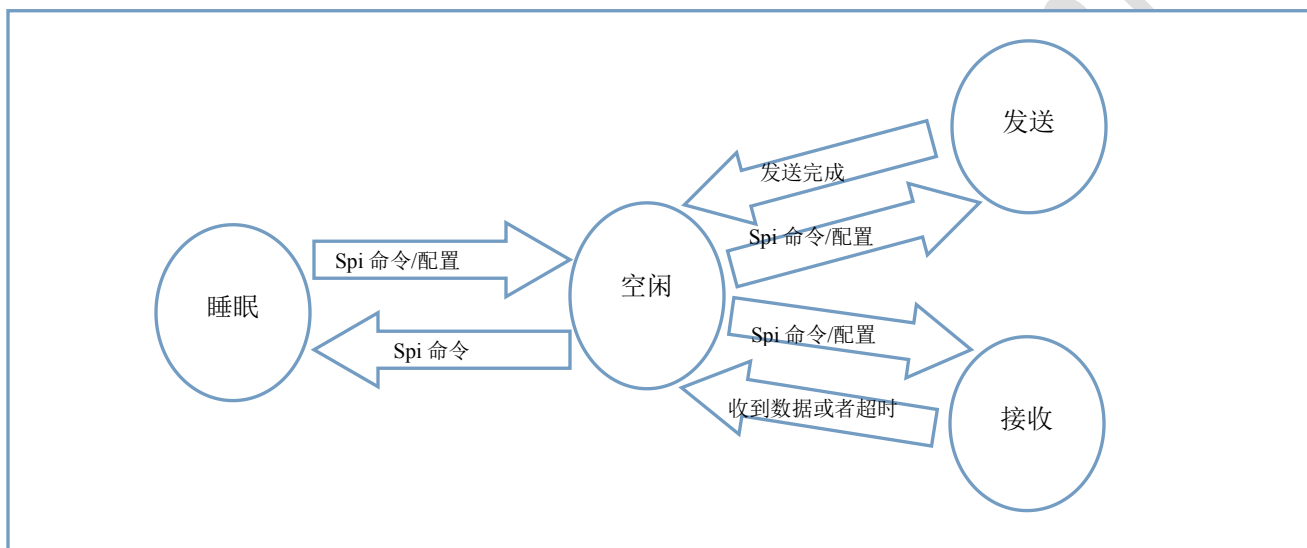 发送
发送完成
Spi 命令/配置
Spi 命令/配置
空闲
睡眠
Spi 命令/配置
Spi 命令
收到数据或者超时
接收